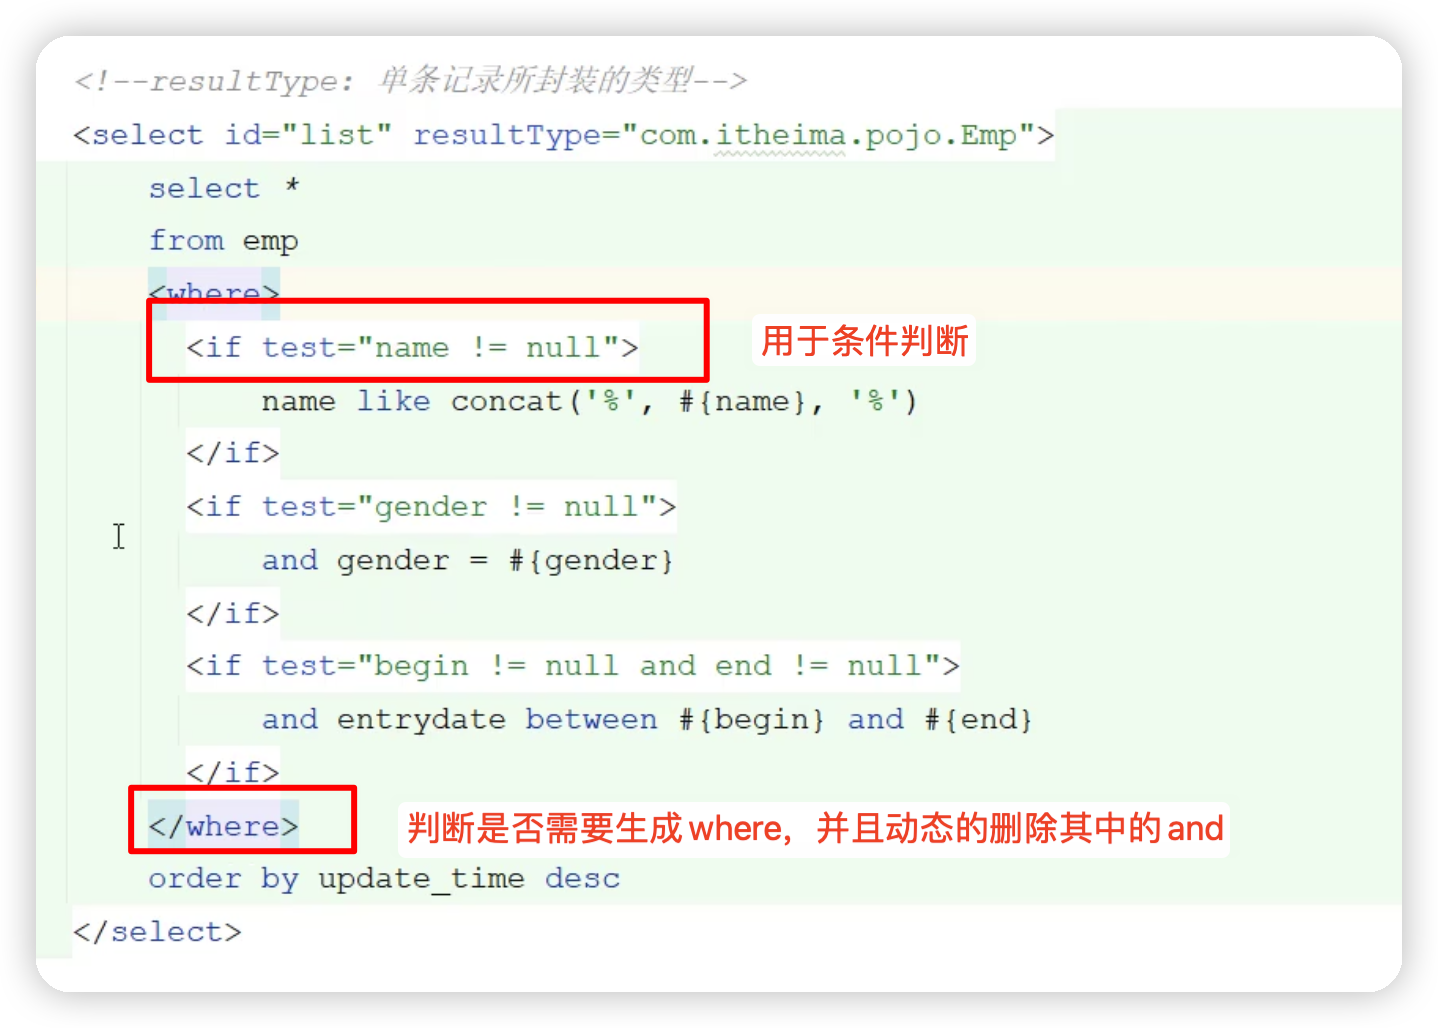 <!--resultType: 单条记录所封装的类型-->
<select id="list" resultType="com.itheima.pojo.Emp">
select *
from emp
<where>
<if test="name != null">
用于条件判断
name like concat('%', #{name}, '%')
</if>
<if test="gender != null">
and gender = #{gender}
</if>
<if test="begin != null and end != null">
and entrydate between #{begin} and #{end}
</if>
</where>
判断是否需要生成where，并且动态的删除其中的and
order by update_time desc
</select>